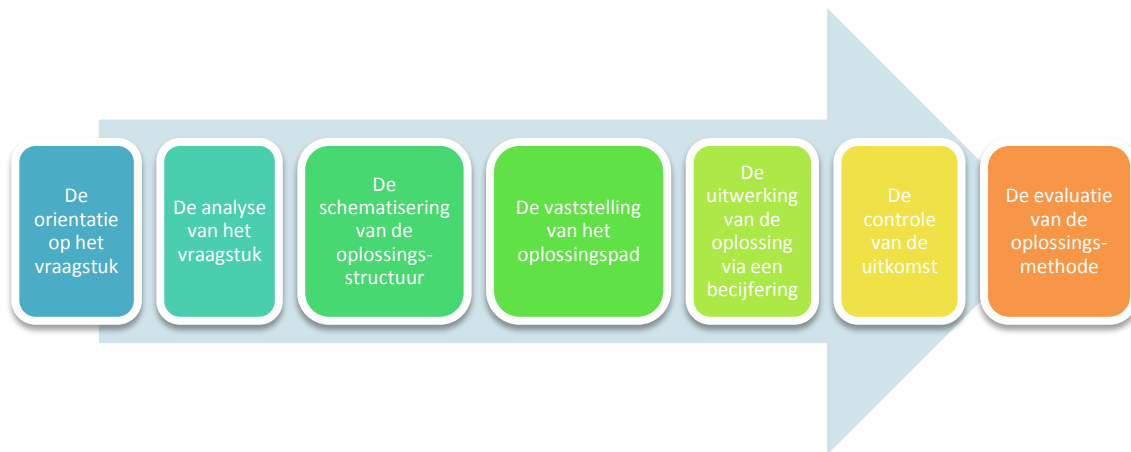 De
orientatie
op het
vraagstuk
De analyse
van het
vraagstuk
De
schematisering
van de
oplossings-
structuur
De vaststelling
van het
oplossingspad
De
uitwerking
van de
oplossing
via een
becijfering
De
controle
van de
uitkomst
De evaluatie
van de
oplossings-
methode